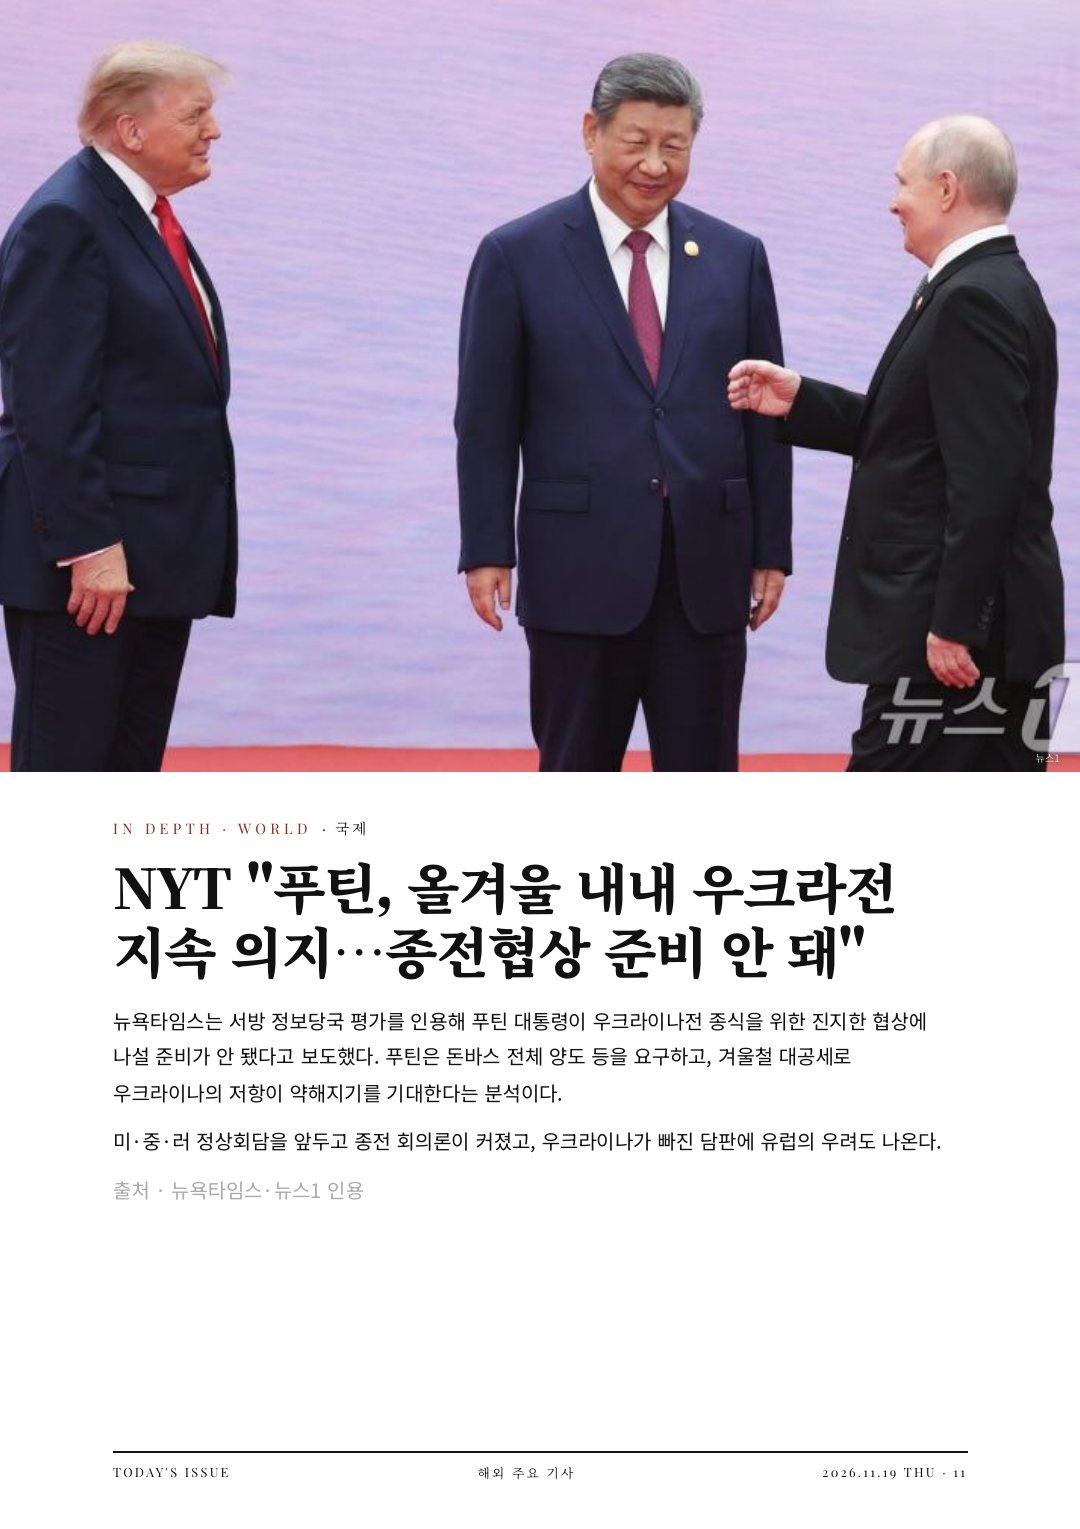 뉴스1
뉴스1
IN DEPTH · WORLD · 국제
NYT "푸틴, 올겨울 내내 우크라전
지속 의지…종전협상 준비 안 돼"
뉴욕타임스는 서방 정보당국 평가를 인용해 푸틴 대통령이 우크라이나전 종식을 위한 진지한 협상에
나설 준비가 안 됐다고 보도했다. 푸틴은 돈바스 전체 양도 등을 요구하고, 겨울철 대공세로
우크라이나의 저항이 약해지기를 기대한다는 분석이다.
미·중·러 정상회담을 앞두고 종전 회의론이 커졌고, 우크라이나가 빠진 담판에 유럽의 우려도 나온다.
출처 · 뉴욕타임스·뉴스1 인용
TODAY'S ISSUE
해외 주요 기사
2026.11.19 THU · 11